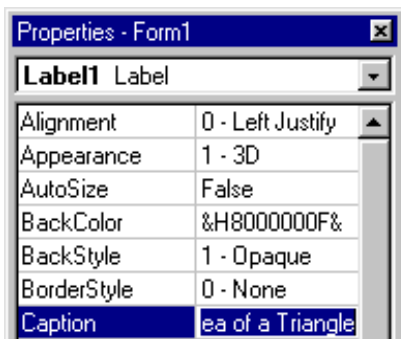 Properties - Form1
Label1 Label
Alignment 0 - Left Justify
Appearance 1 - 3D
AutoSize False
BackColor &H8000000F&
BackStyle 1 - Opaque
BorderStyle 0 - None
Caption ea of a Triangle